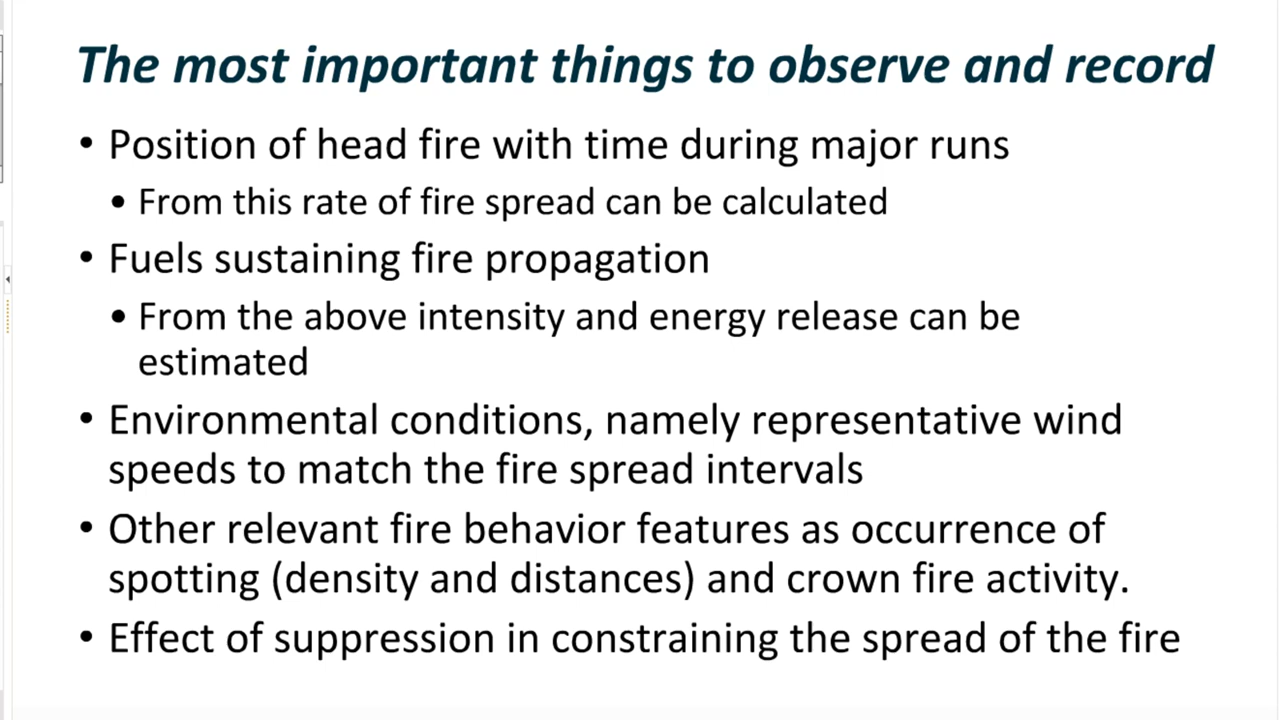 The most important things to observe and record
• Position of head fire with time during major runs
• From this rate of fire spread can be calculated
• Fuels sustaining fire propagation
• From the above intensity and energy release can be
estimated
• Environmental conditions, namely representative wind
speeds to match the fire spread intervals
• Other relevant fire behavior features as occurrence of
spotting (density and distances) and crown fire activity.
• Effect of suppression in constraining the spread of the fire